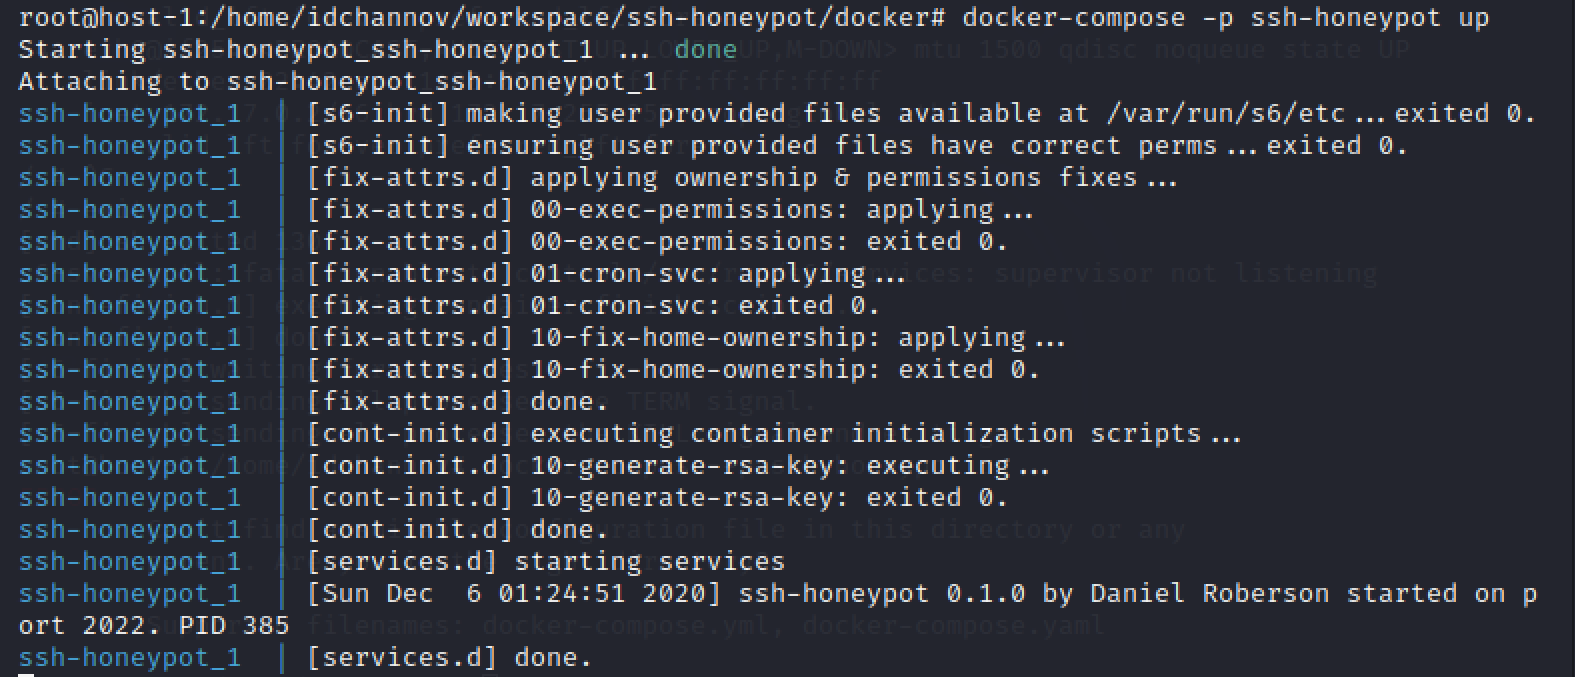 root@host-1:/home/idchannov/workspace/ssh-honeypot/docker# docker-compose -p ssh-honeypot up
Starting ssh-honeypot_ssh-honeypot_1 ... done
Attaching to ssh-honeypot_ssh-honeypot_1
ssh-honeypot_1  | [s6-init] making user provided files available at /var/run/s6/etc...exited 0.
ssh-honeypot_1  | [s6-init] ensuring user provided files have correct perms...exited 0.
ssh-honeypot_1  | [fix-attrs.d] applying ownership & permissions fixes...
ssh-honeypot_1  | [fix-attrs.d] 00-exec-permissions: applying...
ssh-honeypot_1  | [fix-attrs.d] 00-exec-permissions: exited 0.
ssh-honeypot_1  | [fix-attrs.d] 01-cron-svc: applying...
ssh-honeypot_1  | [fix-attrs.d] 01-cron-svc: exited 0.
ssh-honeypot_1  | [fix-attrs.d] 10-fix-home-ownership: applying...
ssh-honeypot_1  | [fix-attrs.d] 10-fix-home-ownership: exited 0.
ssh-honeypot_1  | [fix-attrs.d] done.
ssh-honeypot_1  | [cont-init.d] executing container initialization scripts...
ssh-honeypot_1  | [cont-init.d] 10-generate-rsa-key: executing...
ssh-honeypot_1  | [cont-init.d] 10-generate-rsa-key: exited 0.
ssh-honeypot_1  | [cont-init.d] done.
ssh-honeypot_1  | [services.d] starting services
ssh-honeypot_1  | [Sun Dec  6 01:24:51 2020] ssh-honeypot 0.1.0 by Daniel Roberson started on p
ort 2022. PID 385
ssh-honeypot_1  | [services.d] done.